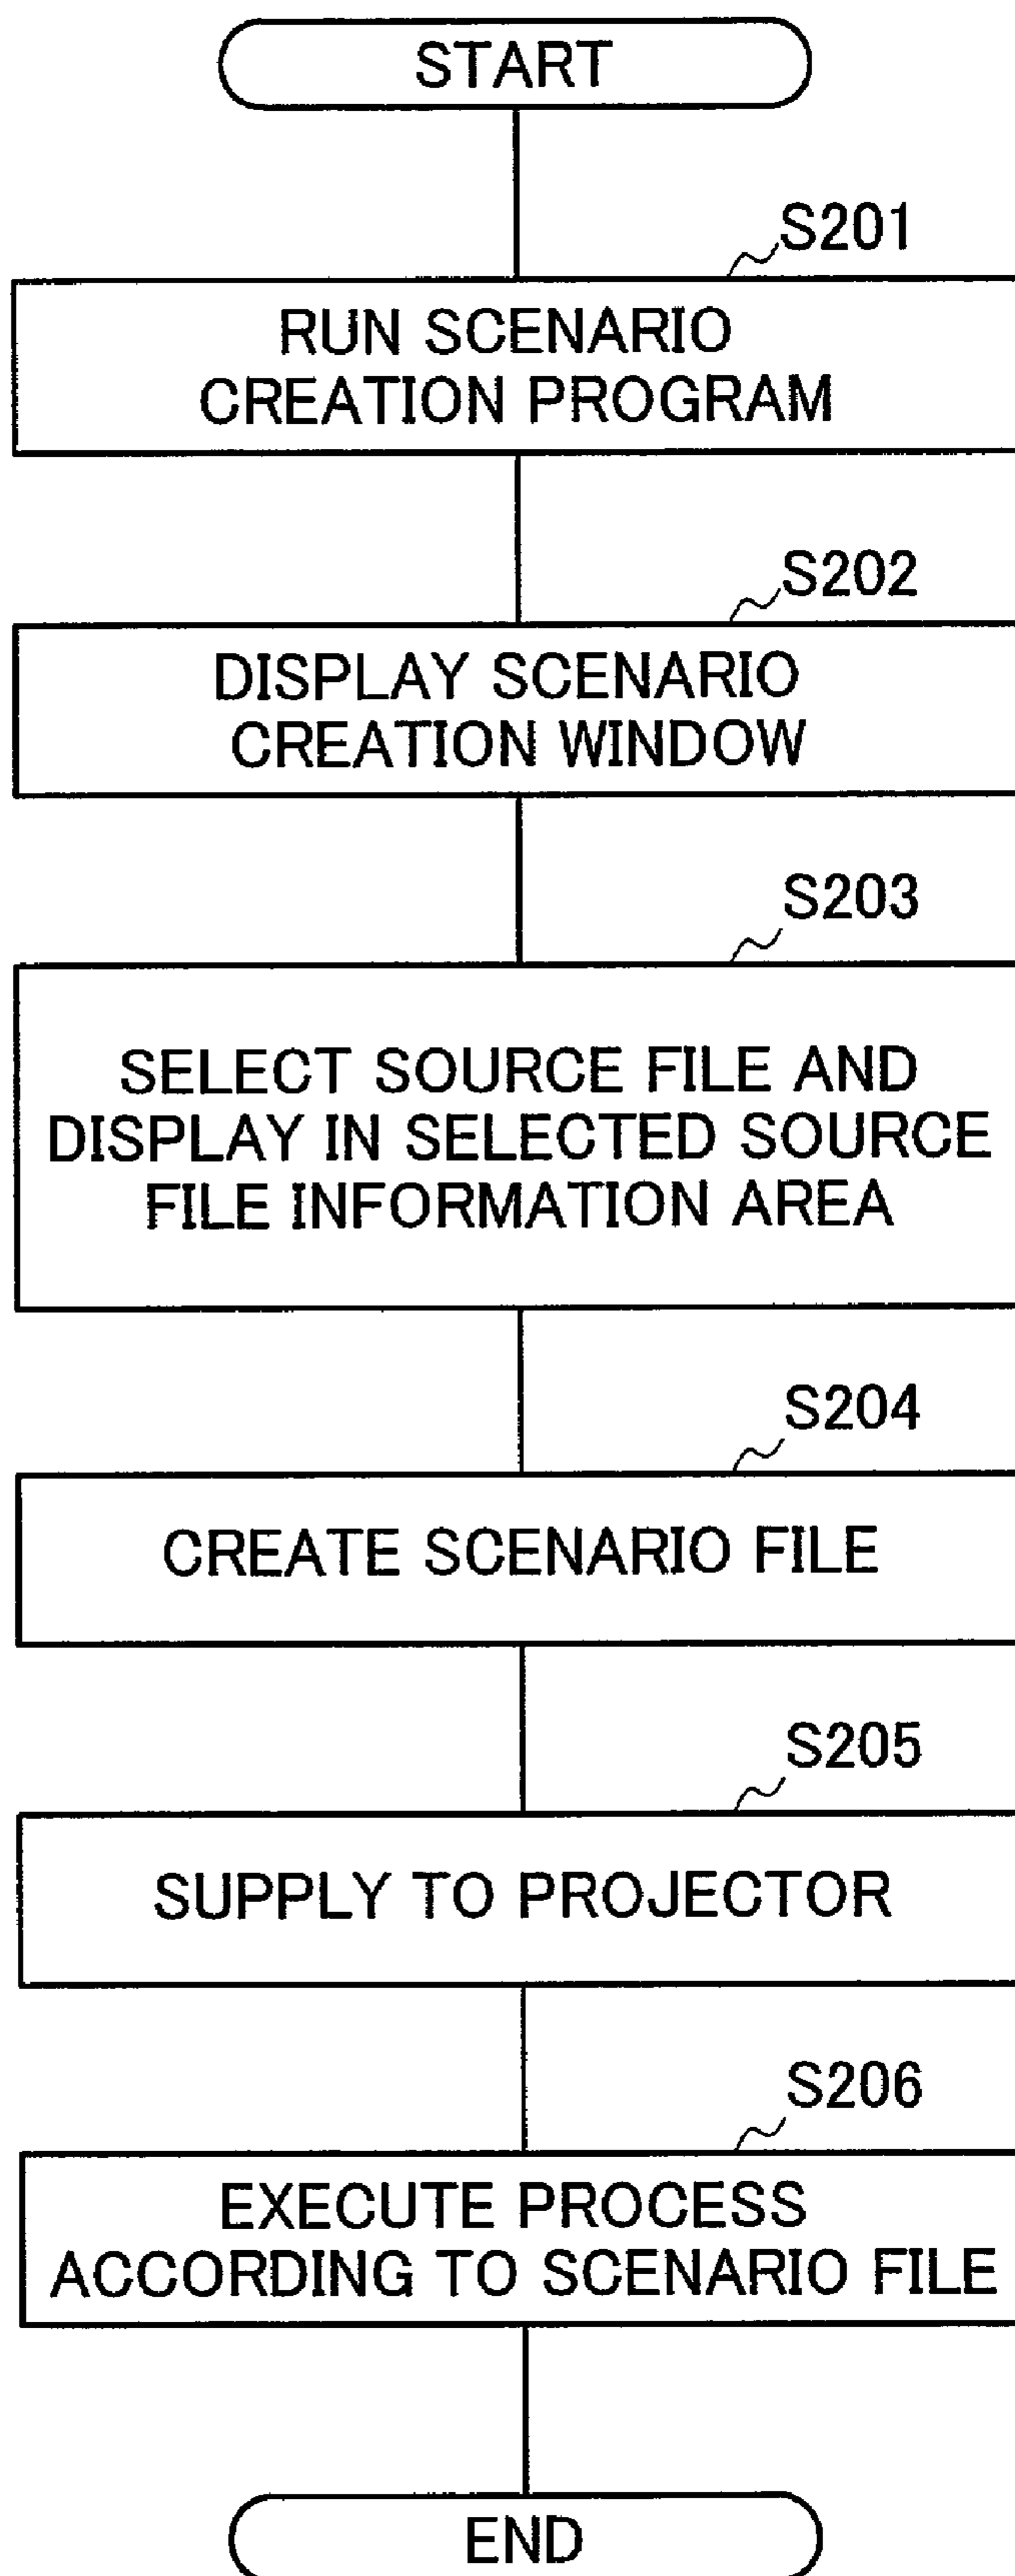 START
S201
RUN SCENARIO
CREATION PROGRAM
S202
DISPLAY SCENARIO
CREATION WINDOW
S203
SELECT SOURCE FILE AND
DISPLAY IN SELECTED SOURCE
FILE INFORMATION AREA
S204
CREATE SCENARIO FILE
S205
SUPPLY TO PROJECTOR
S206
EXECUTE PROCESS
ACCORDING TO SCENARIO FILE
END